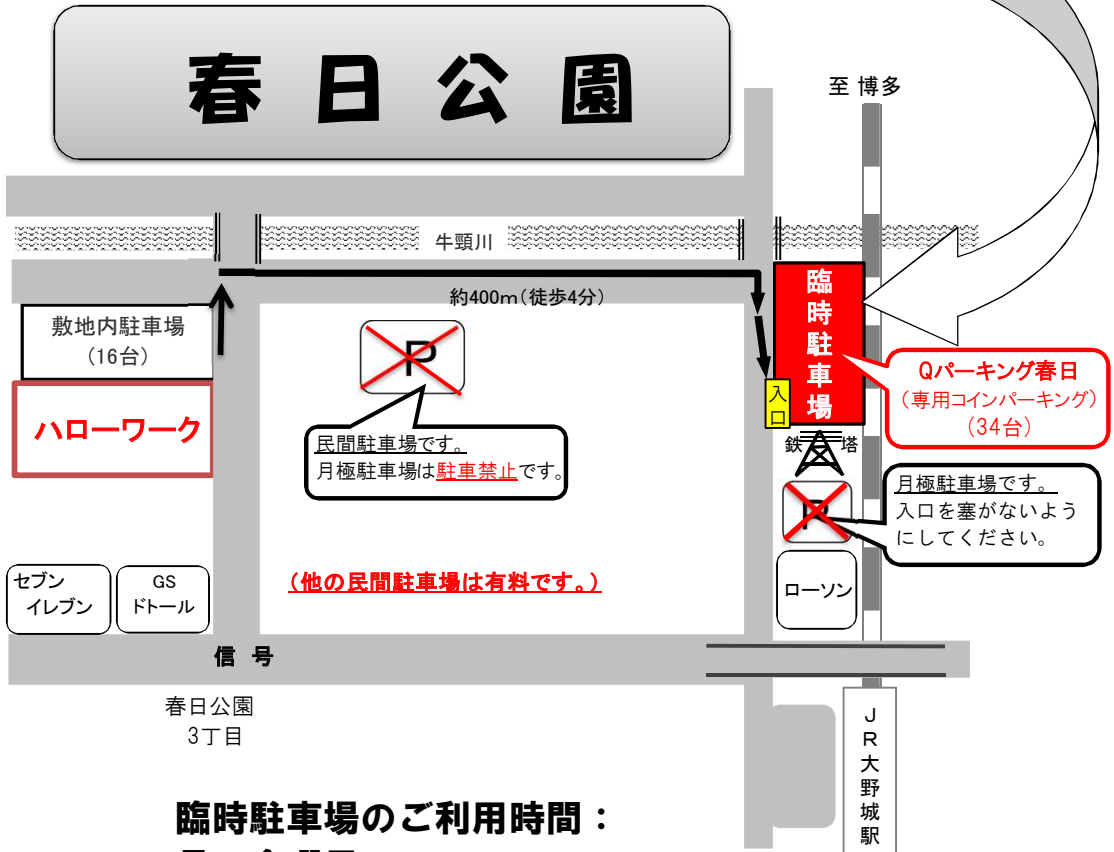 春日公園
至 博多
牛頸川
約400m(徒歩4分)
敷地内駐車場
(16台)
ハローワーク
P
民間駐車場です。
月極駐車場は駐車禁止です。
臨時駐車場
入口
Qパーキング春日
(専用コインパーキング)
(34台)
鉄 塔
P
月極駐車場です。
入口を塞がないよう
にしてください。
(他の民間駐車場は有料です。)
セブン
イレブン
GS
ドトール
ローソン
信 号
春日公園
3丁目
JR大野城駅
臨時駐車場のご利用時間: